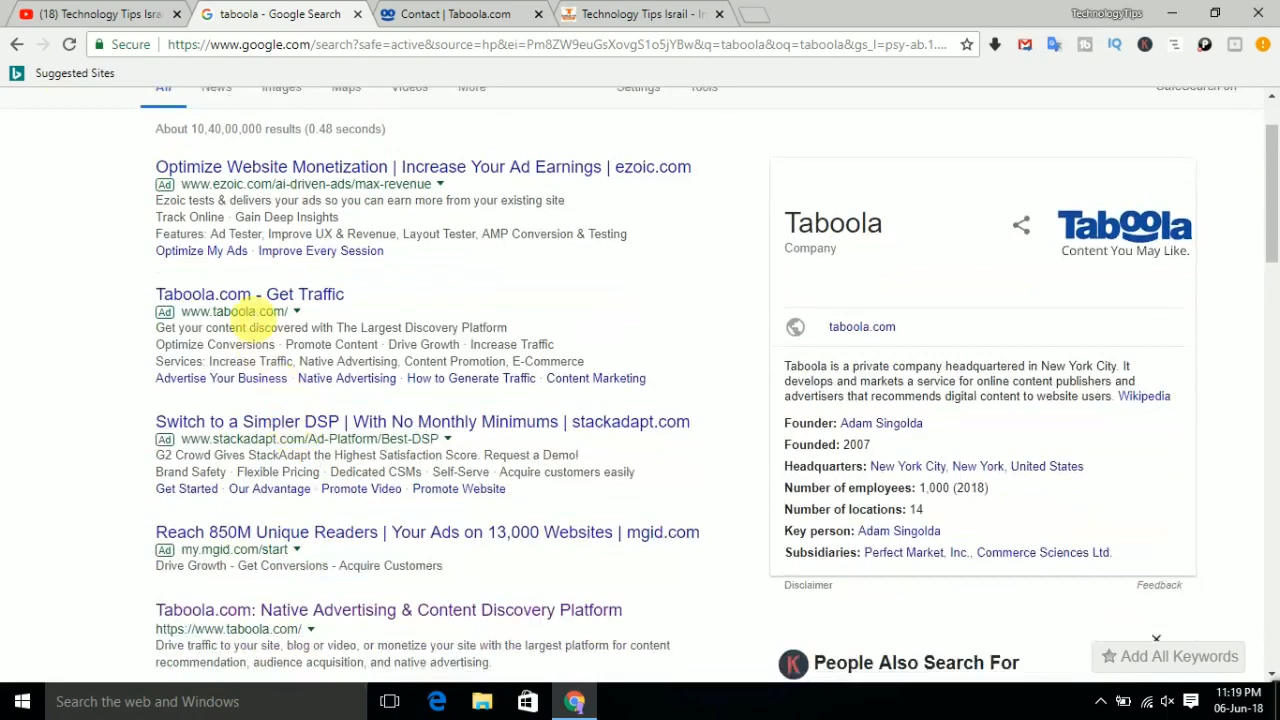 (18) Technology Tips Israi
taboola - Google Search
Contact | Taboola.com
Technology Tips Israil - I
TechnologyTips
Secure
https://www.google.com/search?safe=active&source=hp&ei=Pm8ZW9euGsXovgS1o5jYBw&q=taboola&oq=taboola&gs_l=psy-ab.1....
Suggested Sites
All News Images Maps Videos More Settings Tools SafeSearch on
About 10,40,00,000 results (0.48 seconds)
Optimize Website Monetization | Increase Your Ad Earnings | ezoic.com
Ad www.ezoic.com/ai-driven-ads/max-revenue
Ezoic tests & delivers your ads so you can earn more from your existing site
Track Online · Gain Deep Insights
Features: Ad Tester, Improve UX & Revenue, Layout Tester, AMP Conversion & Testing
Optimize My Ads · Improve Every Session
Taboola.com - Get Traffic
Ad www.taboola.com/
Get your content discovered with The Largest Discovery Platform
Optimize Conversions · Promote Content · Drive Growth · Increase Traffic
Services: Increase Traffic, Native Advertising, Content Promotion, E-Commerce
Advertise Your Business · Native Advertising · How to Generate Traffic · Content Marketing
Switch to a Simpler DSP | With No Monthly Minimums | stackadapt.com
Ad www.stackadapt.com/Ad-Platform/Best-DSP
G2 Crowd Gives StackAdapt the Highest Satisfaction Score. Request a Demo!
Brand Safety · Flexible Pricing · Dedicated CSMs · Self-Serve · Acquire customers easily
Get Started · Our Advantage · Promote Video · Promote Website
Reach 850M Unique Readers | Your Ads on 13,000 Websites | mgid.com
Ad my.mgid.com/start
Drive Growth - Get Conversions - Acquire Customers
Taboola.com: Native Advertising & Content Discovery Platform
https://www.taboola.com/
Drive traffic to your site, blog or video, or monetize your site with the largest platform for content
recommendation, audience acquisition, and native advertising.
Taboola
Company
Taboola
Content You May Like.
taboola.com
Taboola is a private company headquartered in New York City. It
develops and markets a service for online content publishers and
advertisers that recommends digital content to website users. Wikipedia
Founder: Adam Singolda
Founded: 2007
Headquarters: New York City, New York, United States
Number of employees: 1,000 (2018)
Number of locations: 14
Key person: Adam Singolda
Subsidiaries: Perfect Market, Inc., Commerce Sciences Ltd.
Disclaimer
Feedback
K People Also Search For
Add All Keywords
Search the web and Windows
11:19 PM
06-Jun-18